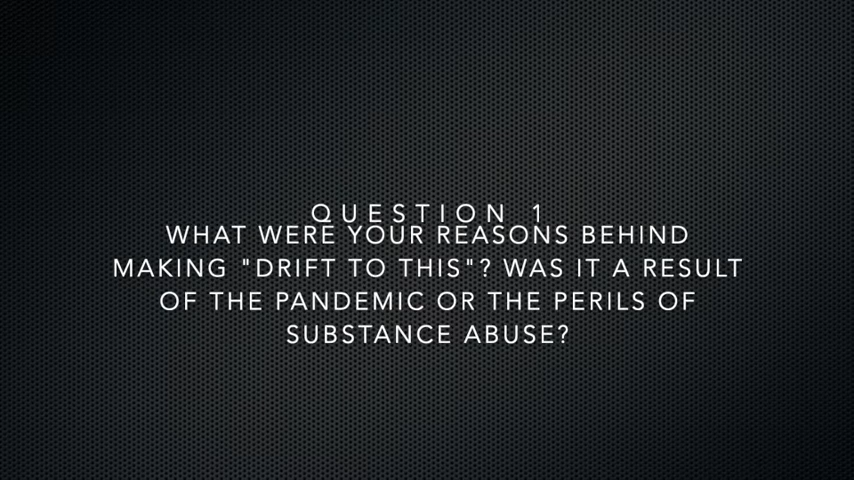 QUESTION 1
WHAT WERE YOUR REASONS BEHIND
MAKING "DRIFT TO THIS"? WAS IT A RESULT
OF THE PANDEMIC OR THE PERILS OF
SUBSTANCE ABUSE?